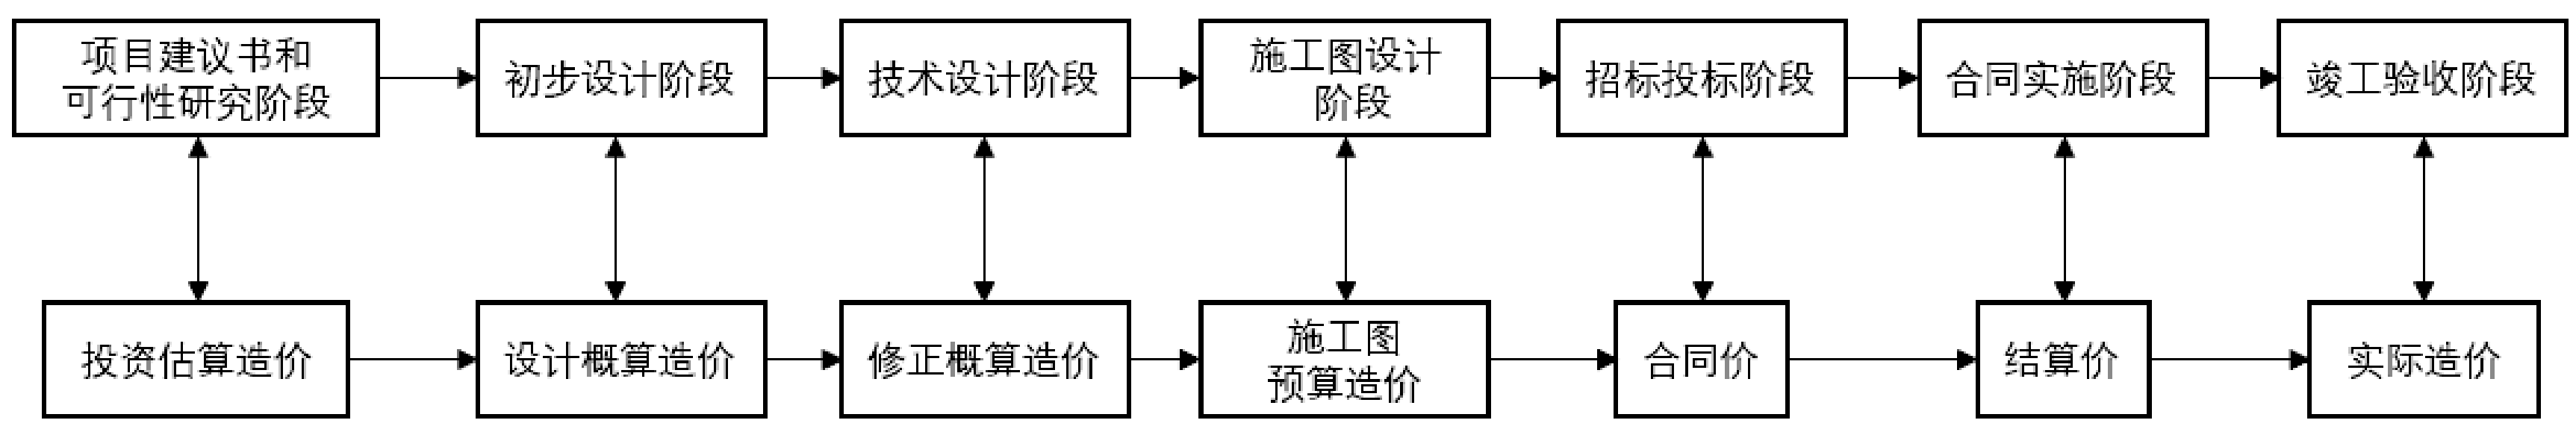 项目建议书和
可行性研究阶段
初步设计阶段
技术设计阶段
施工图设计
阶段
招标投标阶段
合同实施阶段
竣工验收阶段
投资估算造价
设计概算造价
修正概算造价
施工图
预算造价
合同价
结算价
实际造价